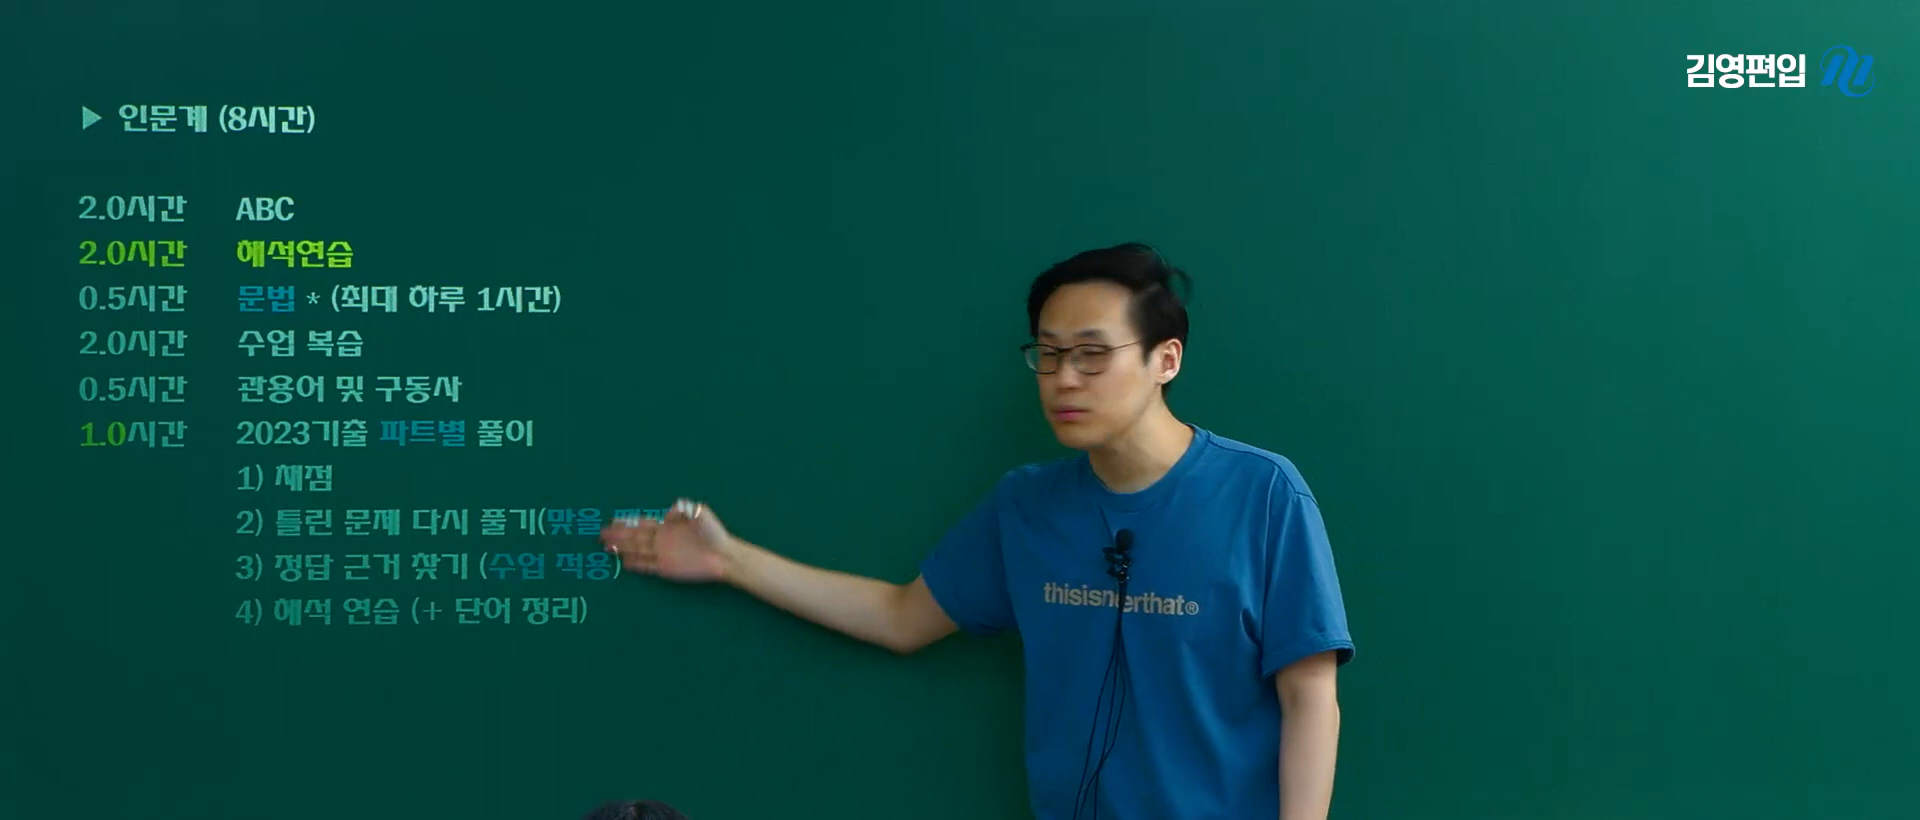 김영편입
▶ 인문계 (8시간)
2.0시간 ABC
2.0시간 해석연습
0.5시간 문법 * (최대 하루 1시간)
2.0시간 수업 복습
0.5시간 관용어 및 구동사
1.0시간 2023기출 파트별 풀이
1) 채점
2) 틀린 문제 다시 풀기(맞을
3) 정답 근거 찾기 (수업 적용)
4) 해석 연습 (+ 단어 정리)